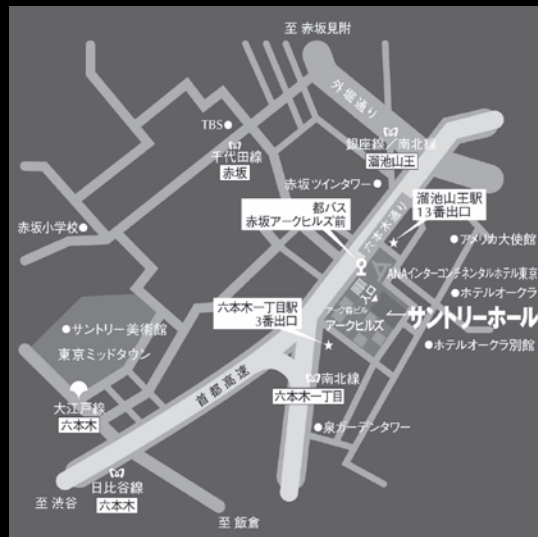 至 赤坂見附
外堀通り
TBS
千代田線
赤坂
銀座線／南北線
溜池山王
赤坂ツインタワー
溜池山王駅
13番出口
都バス
赤坂アークヒルズ前
六本木通り
赤坂小学校
アメリカ大使館
ANAインターコンチネンタルホテル東京
ホテルオークラ
入口
アーク森ビル
アークヒルズ
サントリーホール
六本木一丁目駅
3番出口
サントリー美術館
東京ミッドタウン
ホテルオークラ別館
首都高速
南北線
六本木一丁目
大江戸線
六本木
泉ガーデンタワー
日比谷線
六本木
至 渋谷
至 飯倉